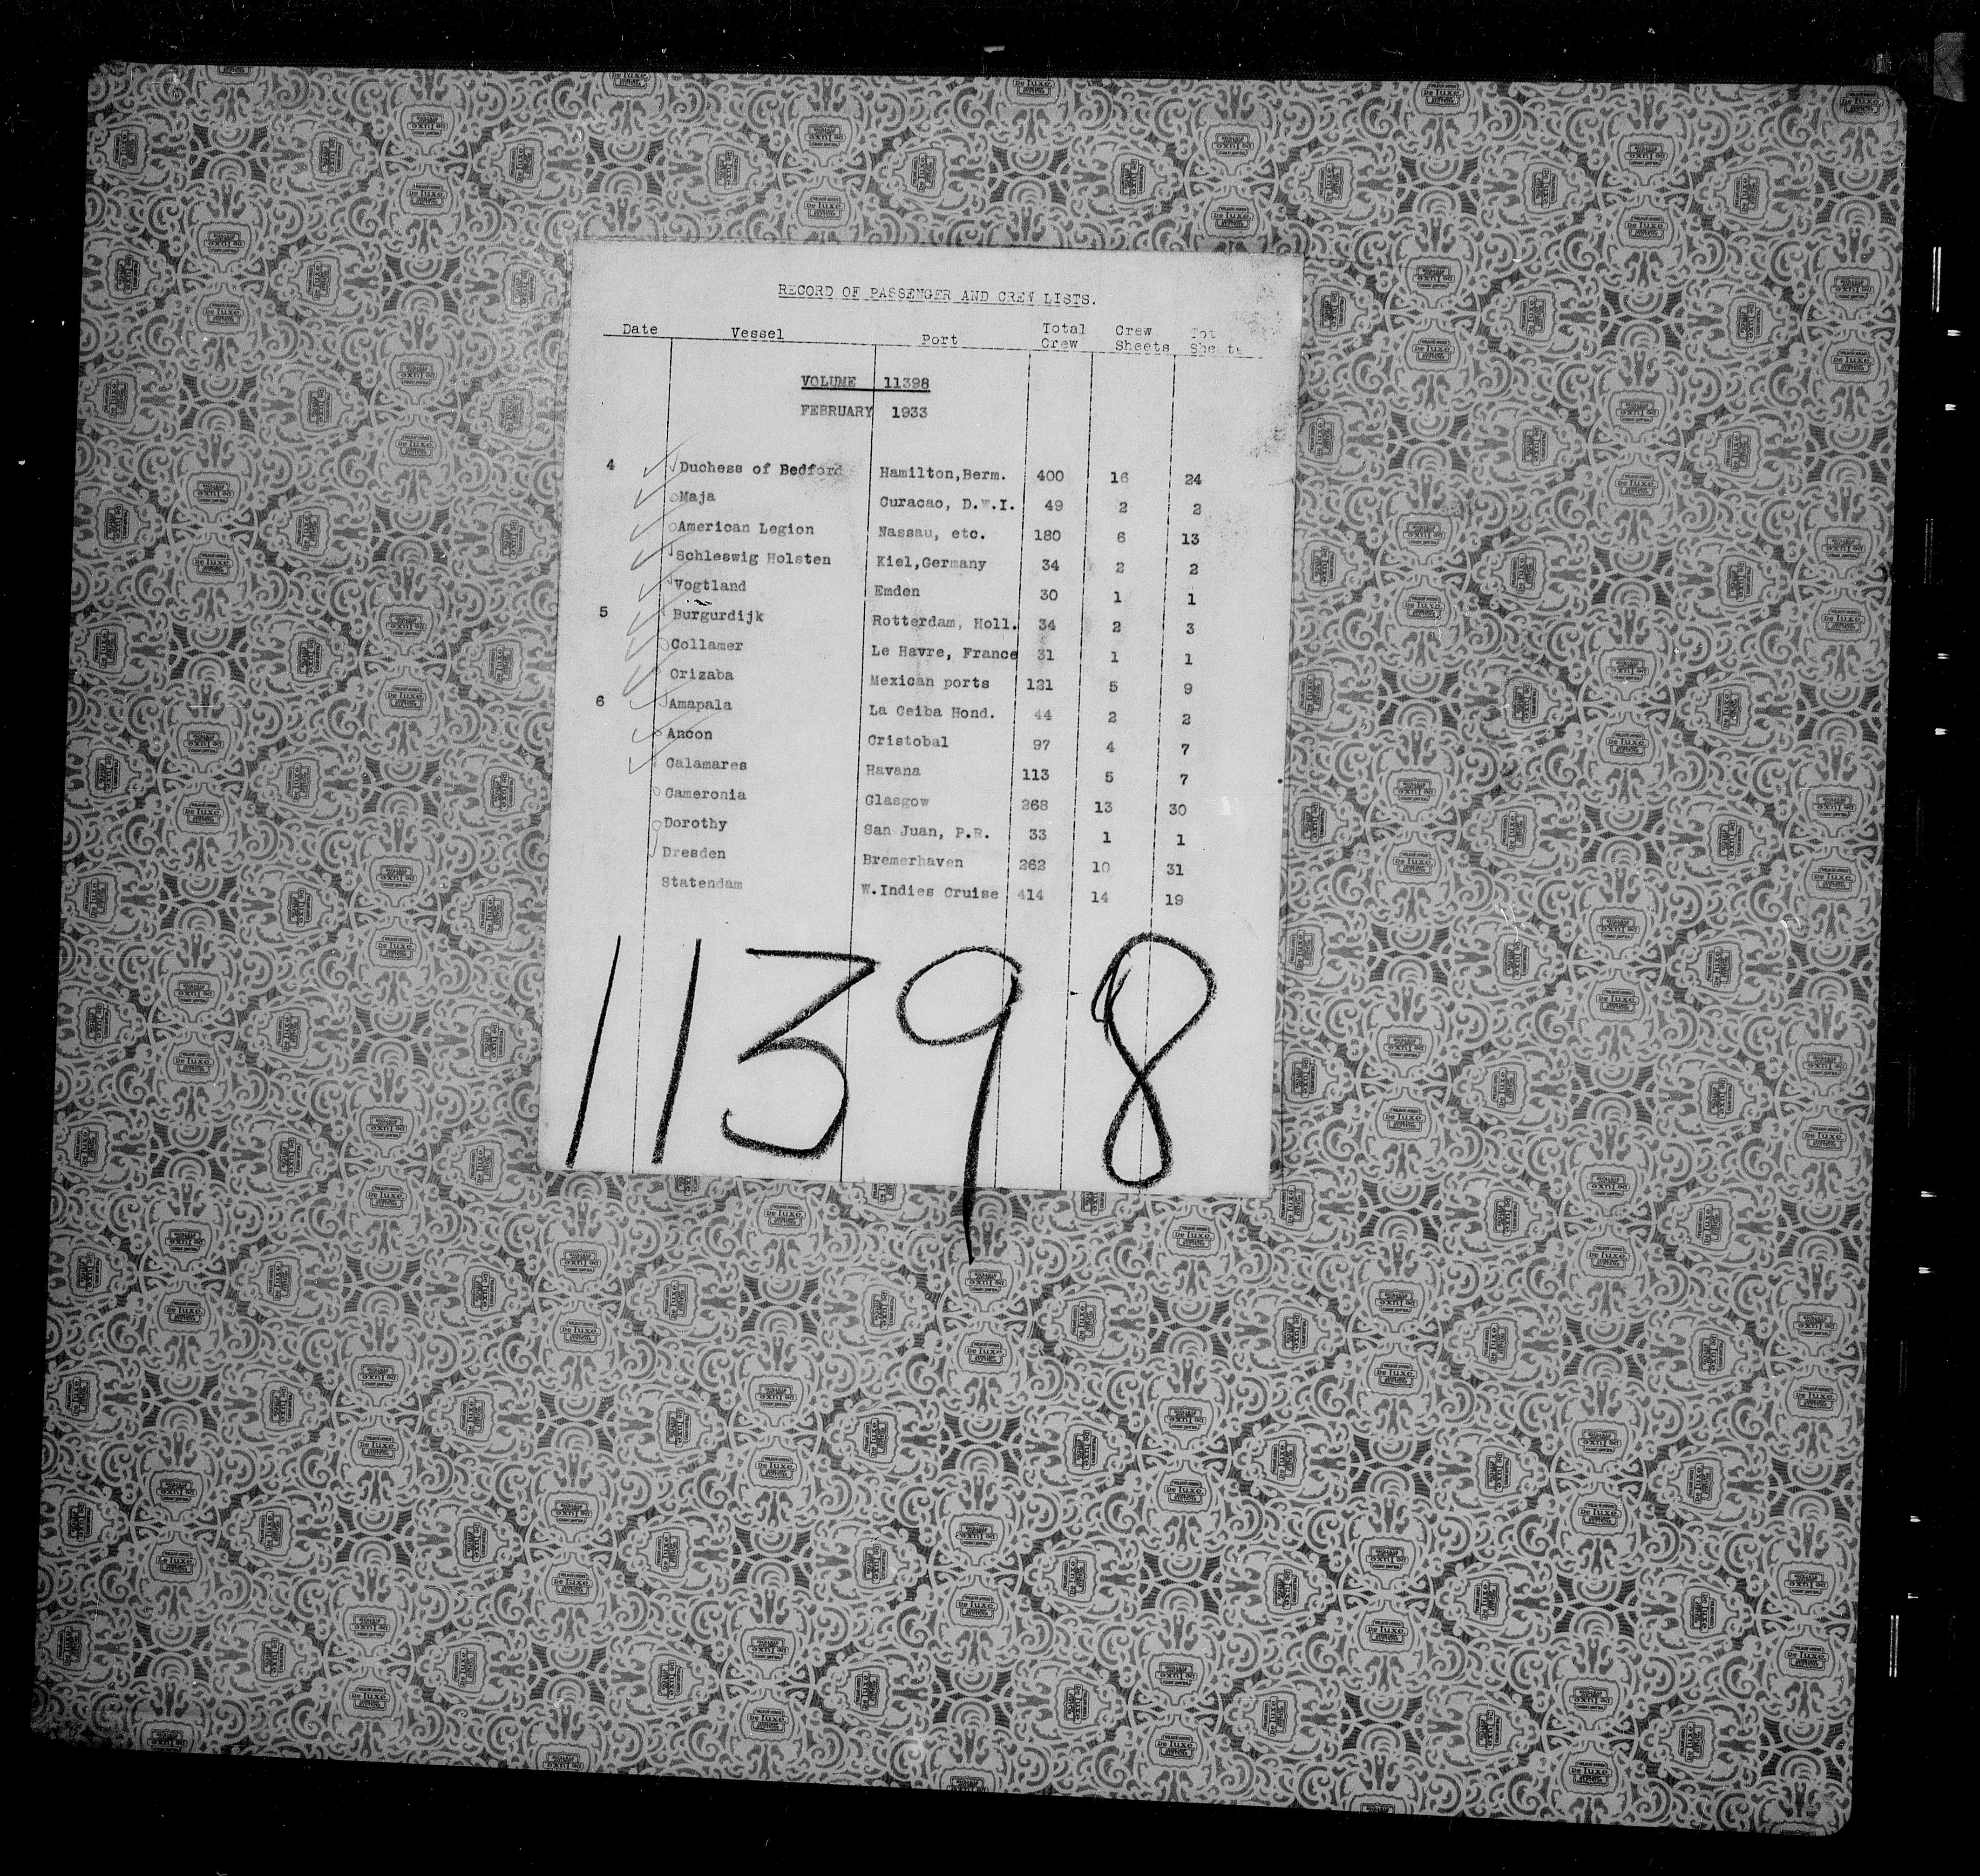 RECORD OF PASSENGER AND CREW LISTS.
Date Vessel Port Total Crew Crew Sheets Tot Sheets
VOLUME 11398
FEBRUARY 1933
4 Duchess of Bedford Hamilton,Berm. 400 16 24
Maja Curacao, D.W.I. 49 2 2
American Legion Nassau, etc. 180 6 13
Schleswig Holsten Kiel,Germany 34 2 2
Vogtland Emden 30 1 1
5 Burgurdijk Rotterdam, Holl. 34 2 3
Collamer Le Havre, France 31 1 1
Orizaba Mexican ports 121 5 9
6 Amapala La Ceiba Hond. 44 2 2
Ancon Cristobal 97 4 7
Calamares Havana 113 5 7
Cameronia Glasgow 268 13 30
Dorothy San Juan, P.R. 33 1 1
Dresden Bremerhaven 262 10 31
Statendam W.Indies Cruise 414 14 19
11398
De Luxe